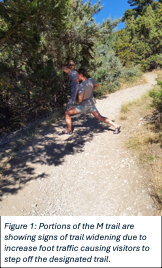 Figure 1: Portions of the M trail are
showing signs of trail widening due to
increase foot traffic causing visitors to
step off the designated trail.